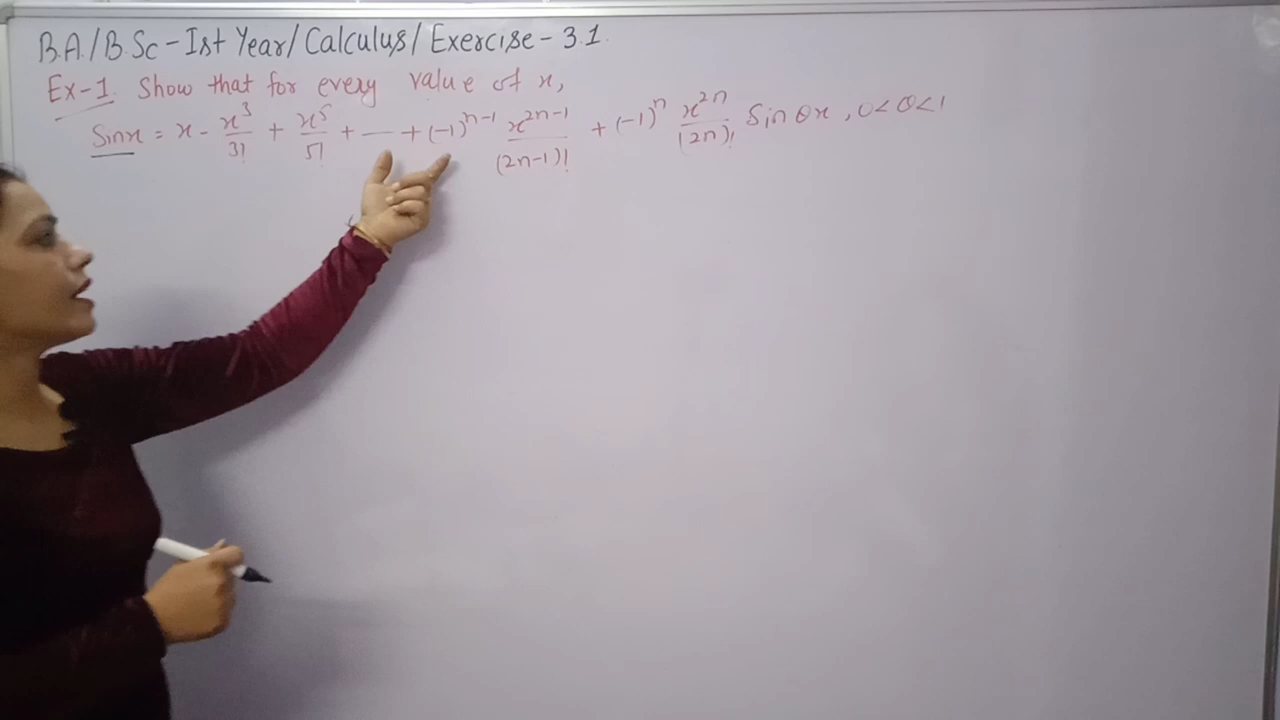 B.A./B.Sc - Ist Year/Calculus/Exercise - 3.1.
Ex-1. Show that for every value of x,
Sinx = x - x³/3! + x⁵/5! + — + (-1)ⁿ⁻¹ x²ⁿ⁻¹/(2n-1)! + (-1)ⁿ x²ⁿ/(2n)! Sin θx, 0<θ<1